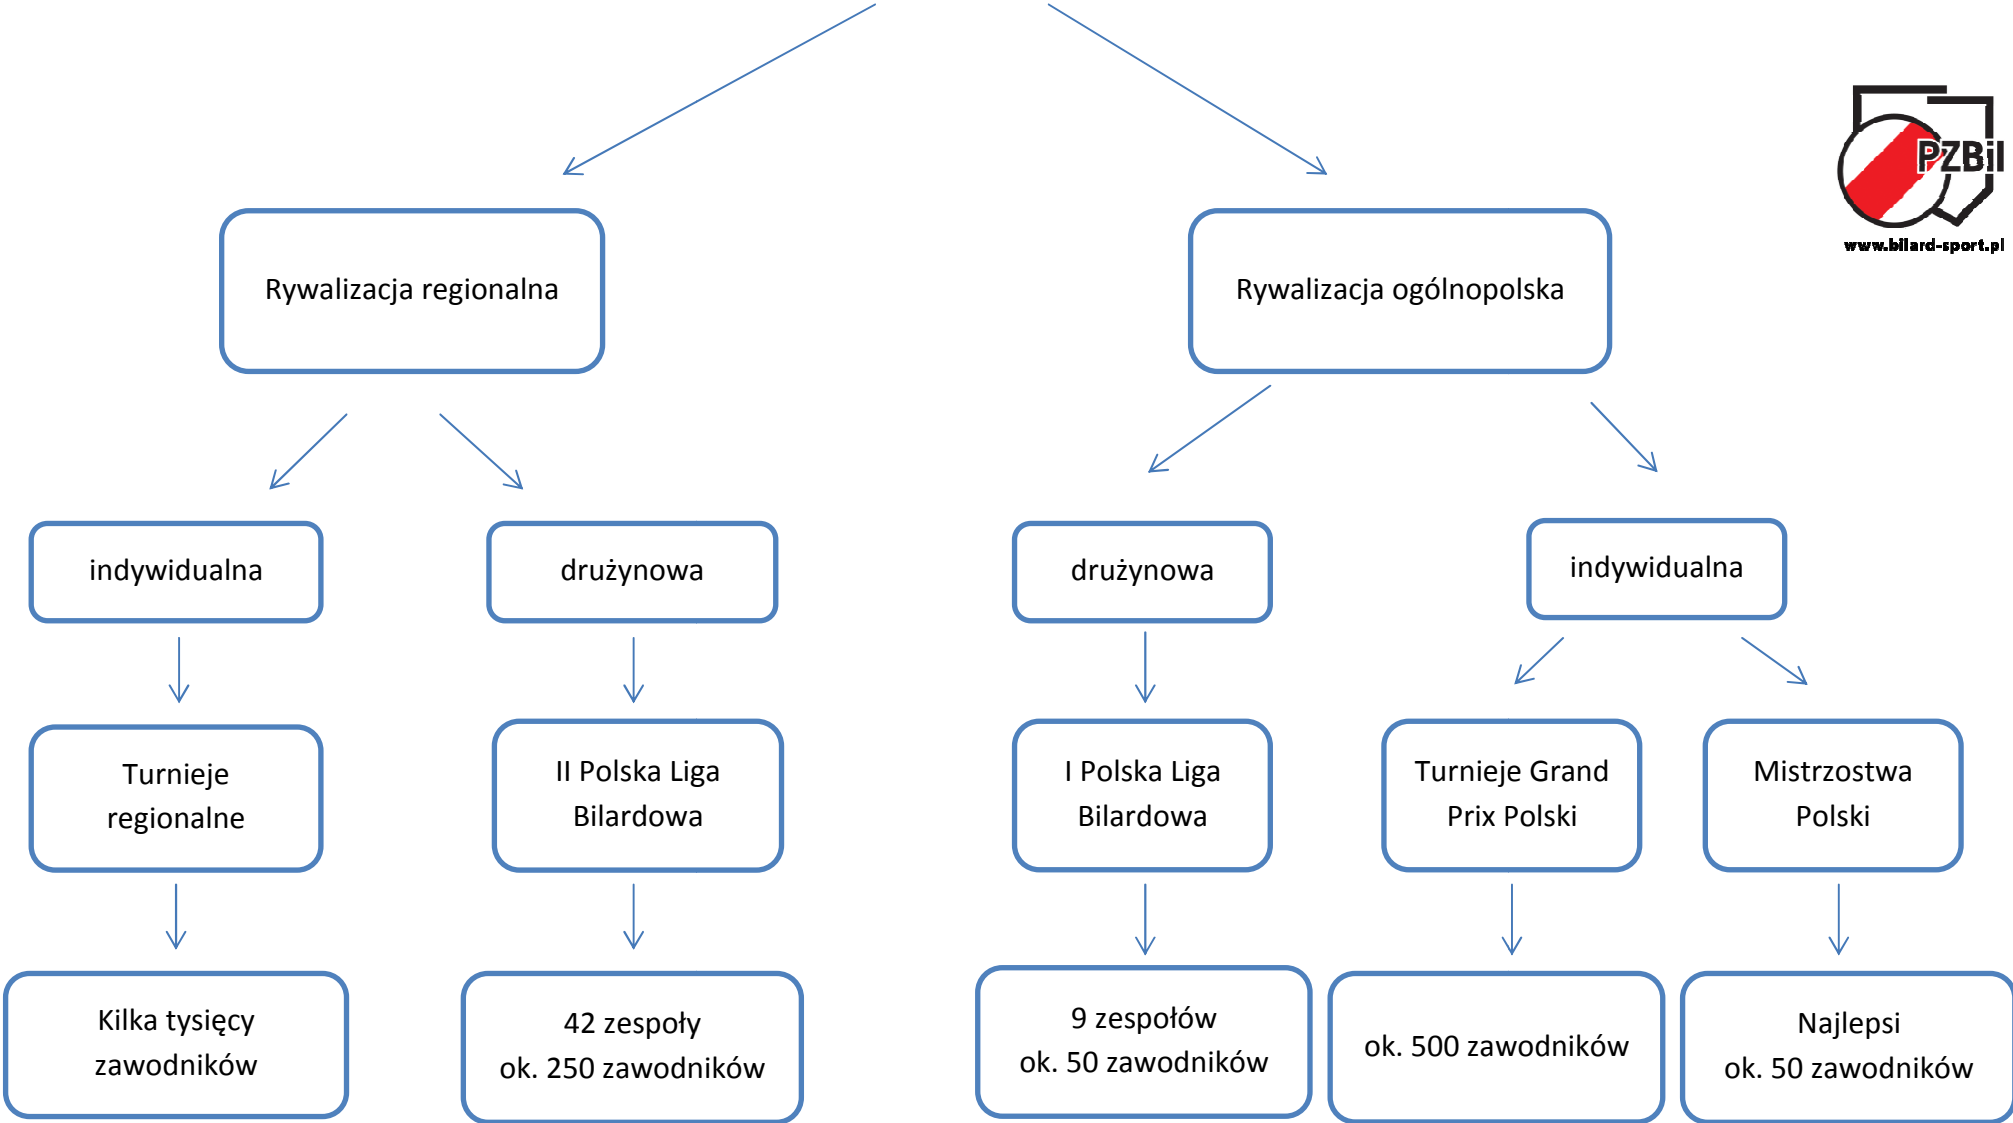 PZBil
www.bilard-sport.pl
Rywalizacja regionalna
Rywalizacja ogólnopolska
indywidualna
drużynowa
drużynowa
indywidualna
Turnieje
regionalne
II Polska Liga
Bilardowa
I Polska Liga
Bilardowa
Turnieje Grand
Prix Polski
Mistrzostwa
Polski
Kilka tysięcy
zawodników
42 zespoły
ok. 250 zawodników
9 zespołów
ok. 50 zawodników
ok. 500 zawodników
Najlepsi
ok. 50 zawodników